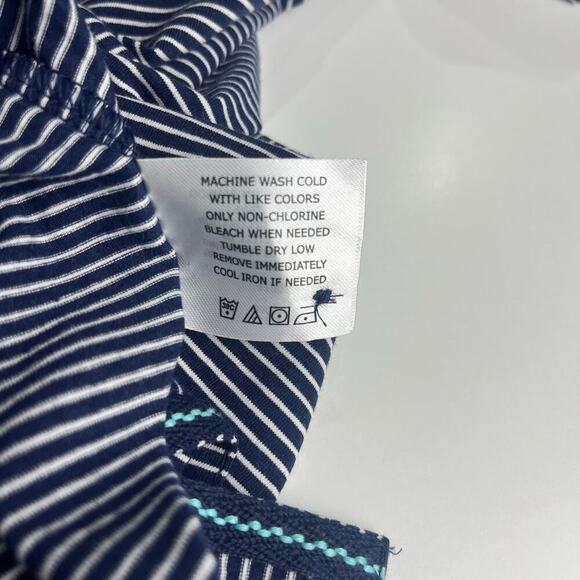 MACHINE WASH COLD
WITH LIKE COLORS
ONLY NON-CHLORINE
BLEACH WHEN NEEDED
TUMBLE DRY LOW
REMOVE IMMEDIATELY
COOL IRON IF NEEDED
30C